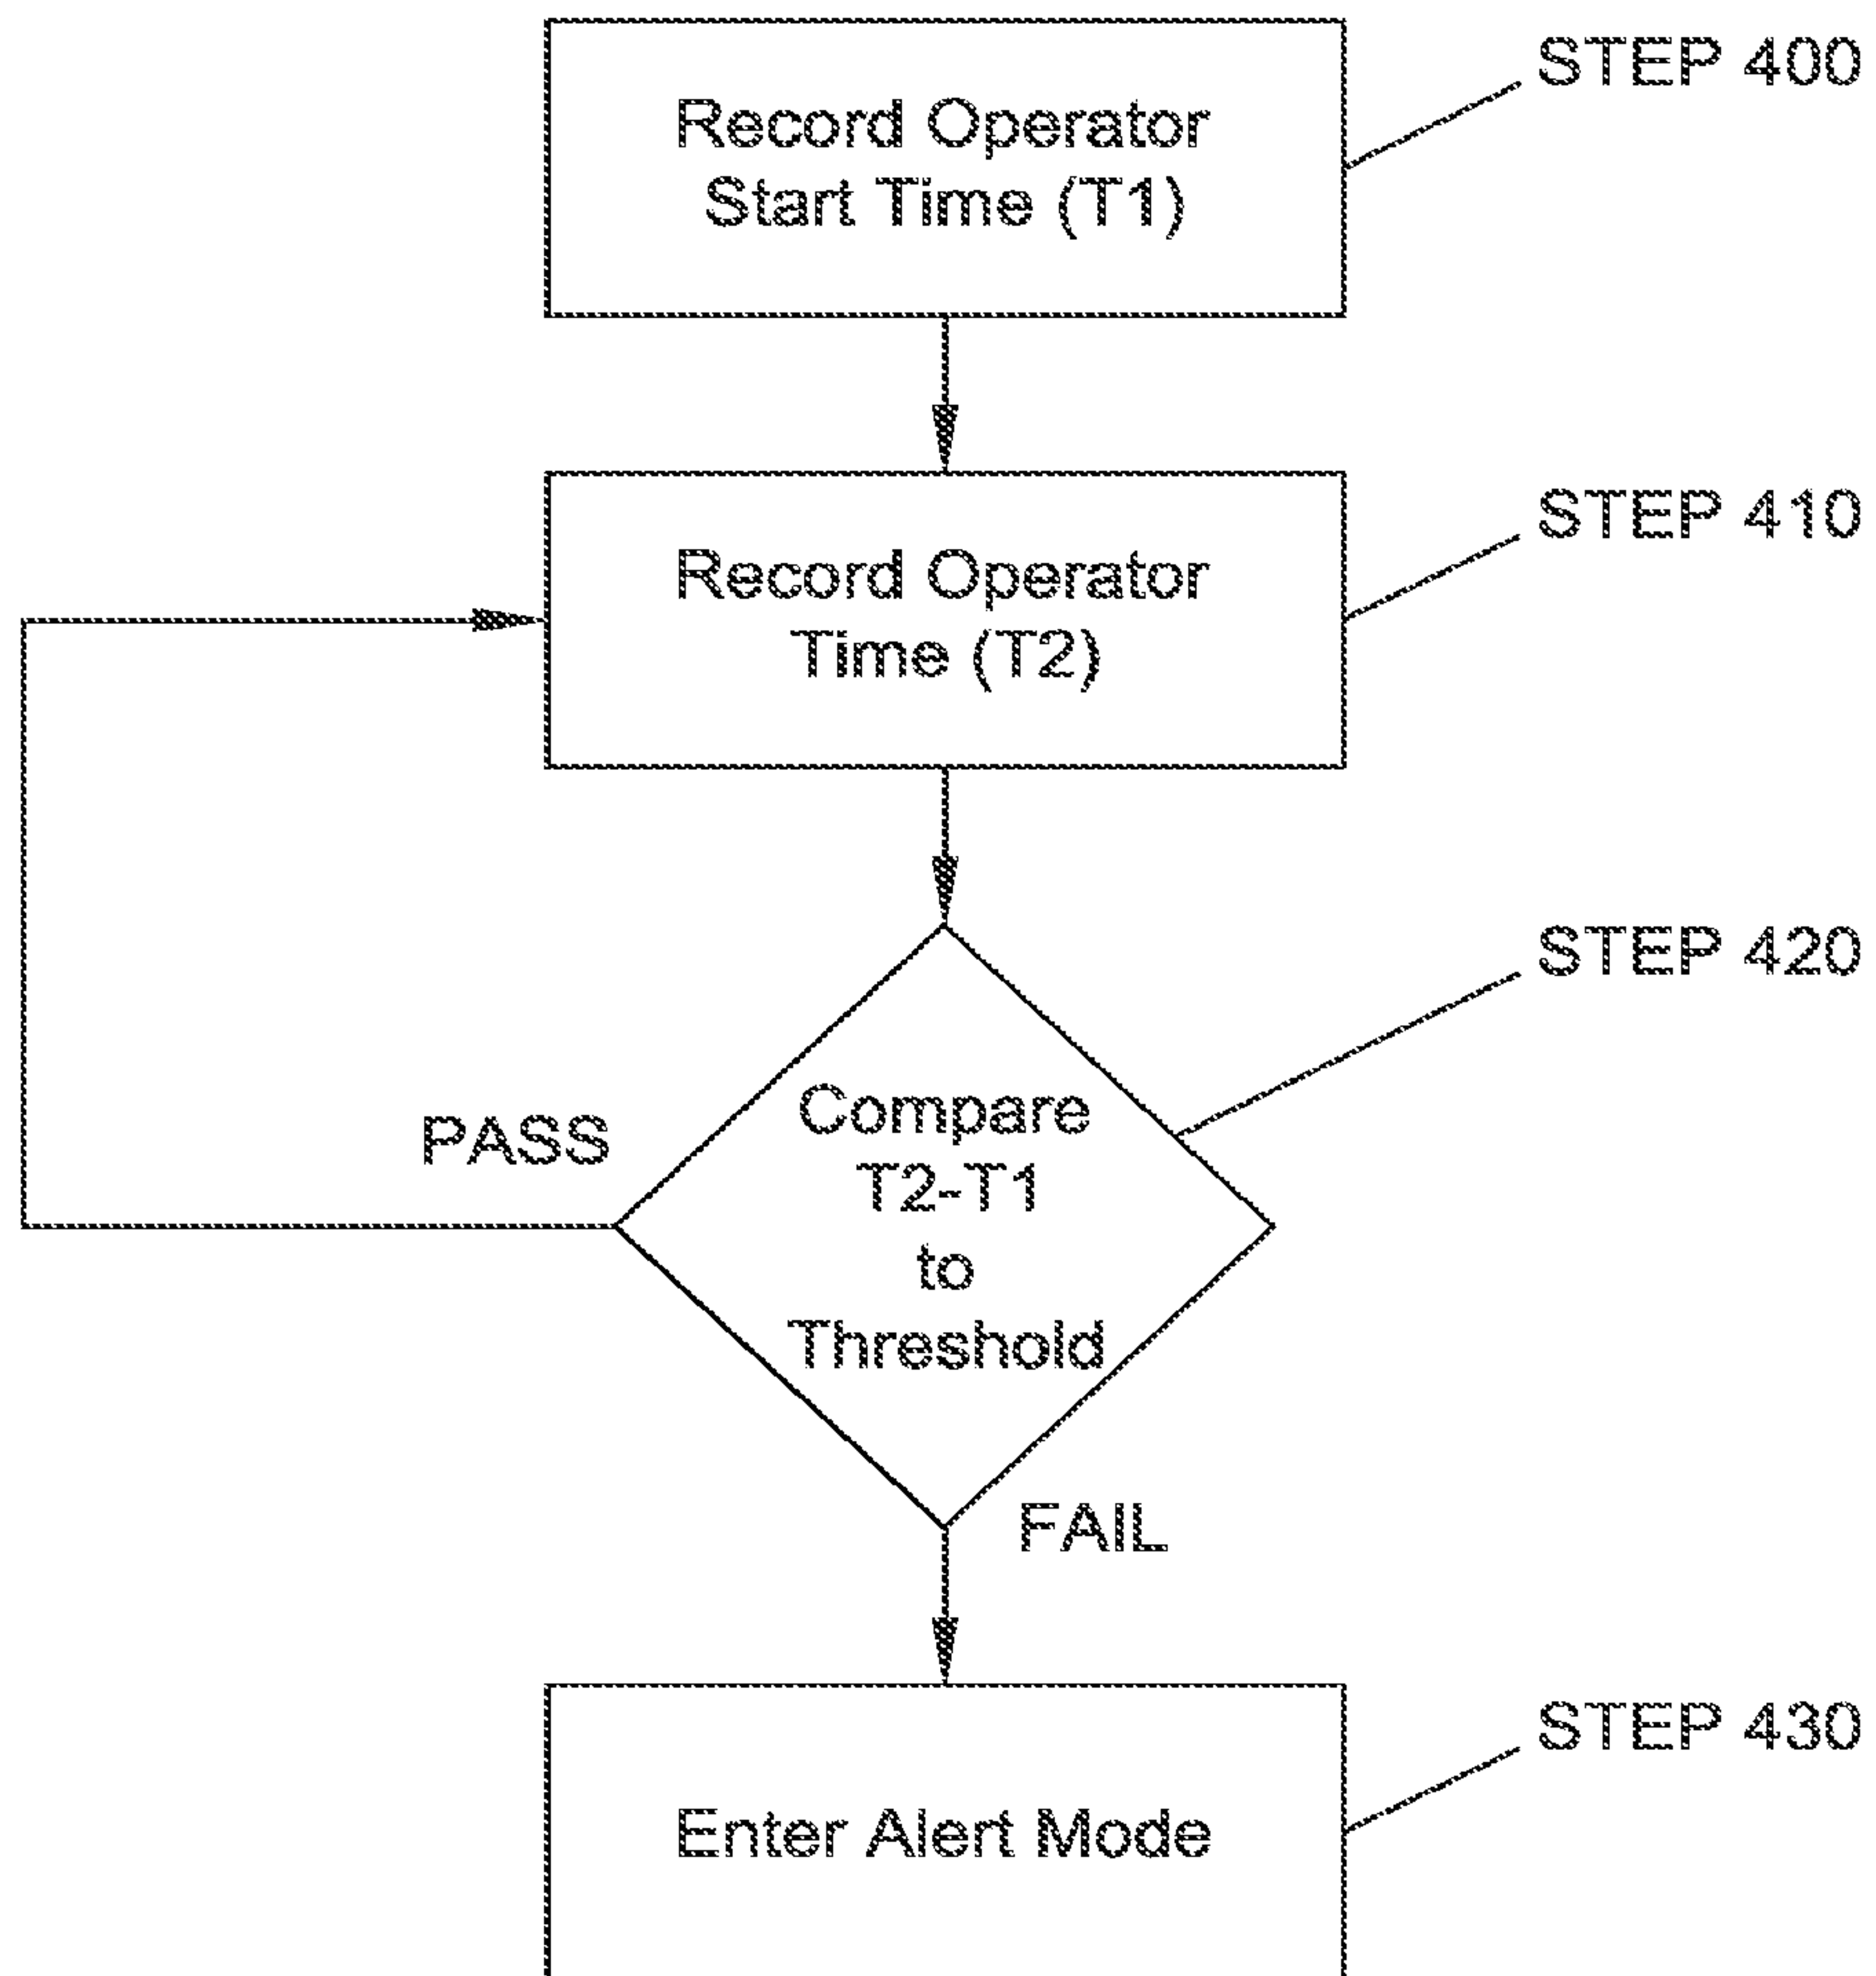 STEP 400
Record Operator
Start Time (T1)
STEP 410
Record Operator
Time (T2)
STEP 420
Compare
T2-T1
to
Threshold
PASS
FAIL
STEP 430
Enter Alert Mode